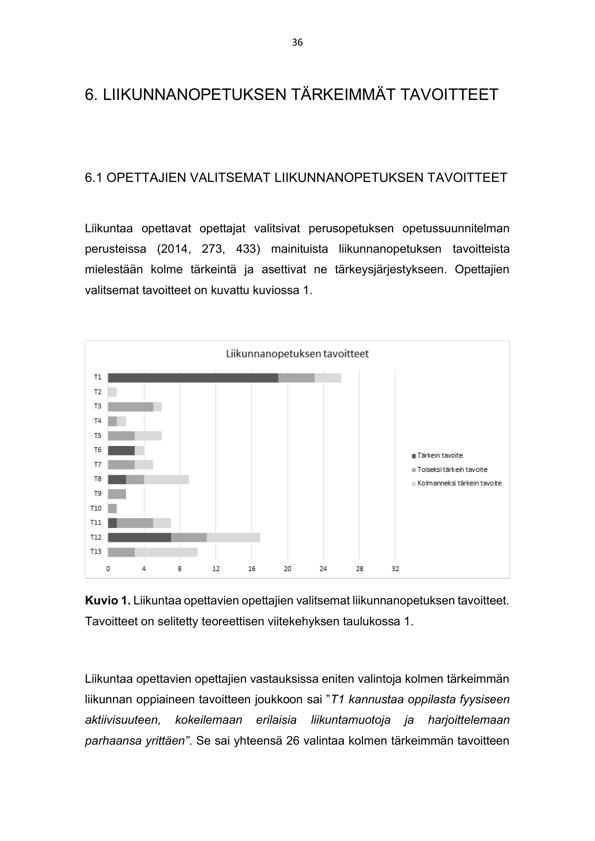 36
6. LIIKUNNANOPETUKSEN TÄRKEIMMÄT TAVOITTEET
6.1 OPETTAJIEN VALITSEMAT LIIKUNNANOPETUKSEN TAVOITTEET
Liikuntaa opettavat opettajat valitsivat perusopetuksen opetussuunnitelman
perusteissa (2014, 273, 433) mainituista liikunnanopetuksen tavoitteista
mielestään kolme tärkeintä ja asettivat ne tärkeysjärjestykseen. Opettajien
valitsemat tavoitteet on kuvattu kuviossa 1.
Liikunnanopetuksen tavoitteet
T1
T2
T3
T4
T5
T6
T7
T8
T9
T10
T11
T12
T13
0 4 8 12 16 20 24 28 32
Tärkein tavoite
Toiseksi tärkein tavoite
Kolmanneksi tärkein tavoite
Kuvio 1. Liikuntaa opettavien opettajien valitsemat liikunnanopetuksen tavoitteet.
Tavoitteet on selitetty teoreettisen viitekehyksen taulukossa 1.
Liikuntaa opettavien opettajien vastauksissa eniten valintoja kolmen tärkeimmän
liikunnan oppiaineen tavoitteen joukkoon sai ”T1 kannustaa oppilasta fyysiseen
aktiivisuuteen, kokeilemaan erilaisia liikuntamuotoja ja harjoittelemaan
parhaansa yrittäen”. Se sai yhteensä 26 valintaa kolmen tärkeimmän tavoitteen